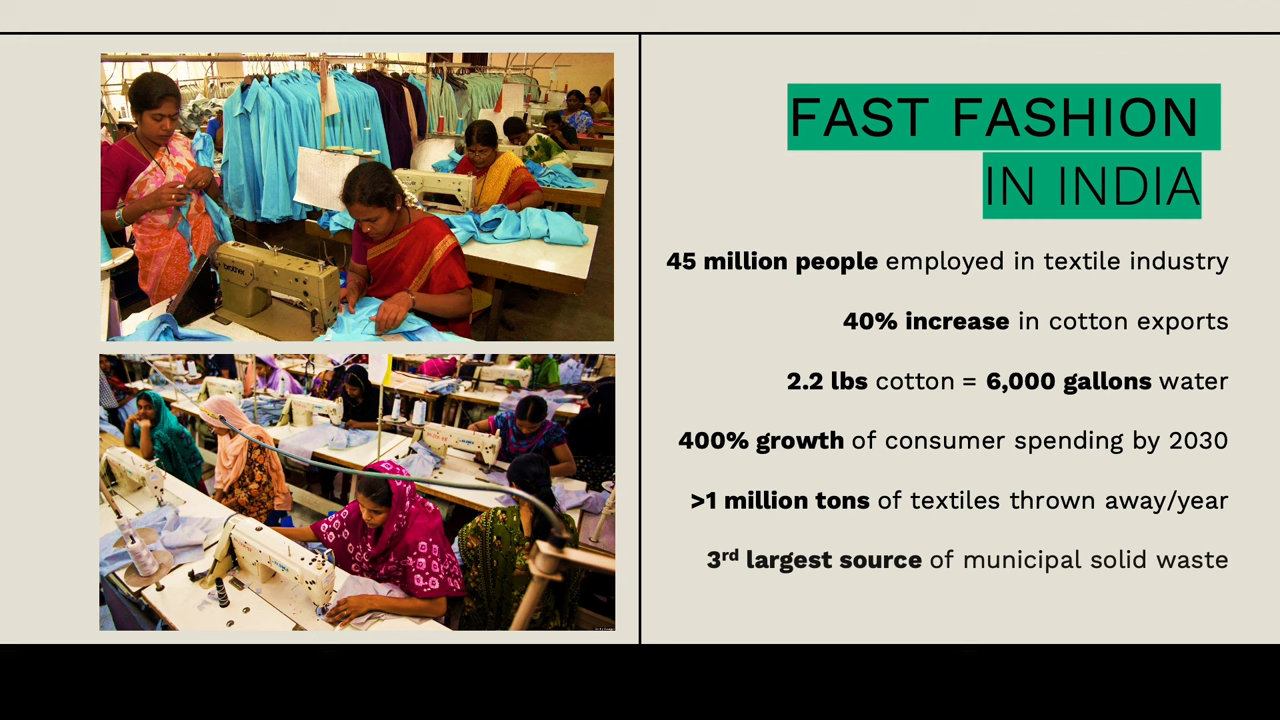 FAST FASHION
IN INDIA
45 million people employed in textile industry
40% increase in cotton exports
2.2 lbs cotton = 6,000 gallons water
400% growth of consumer spending by 2030
>1 million tons of textiles thrown away/year
3rd largest source of municipal solid waste
brother